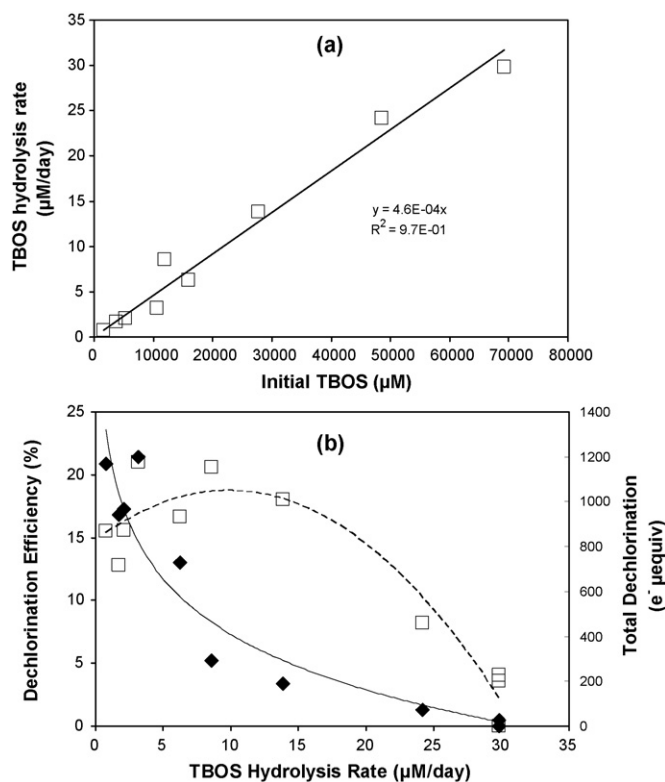 (a)
TBOS hydrolysis rate
(µM/day)
35
30
25
20
15
10
5
0
y = 4.6E-04x
R² = 9.7E-01
0 10000 20000 30000 40000 50000 60000 70000 80000
Initial TBOS (µM)
(b)
Dechlorination Efficiency (%)
25
20
15
10
5
0
1400
1200
1000
800
600
400
200
0
Total Dechlorination
(e⁻ µequiv)
0 5 10 15 20 25 30 35
TBOS Hydrolysis Rate (µM/day)